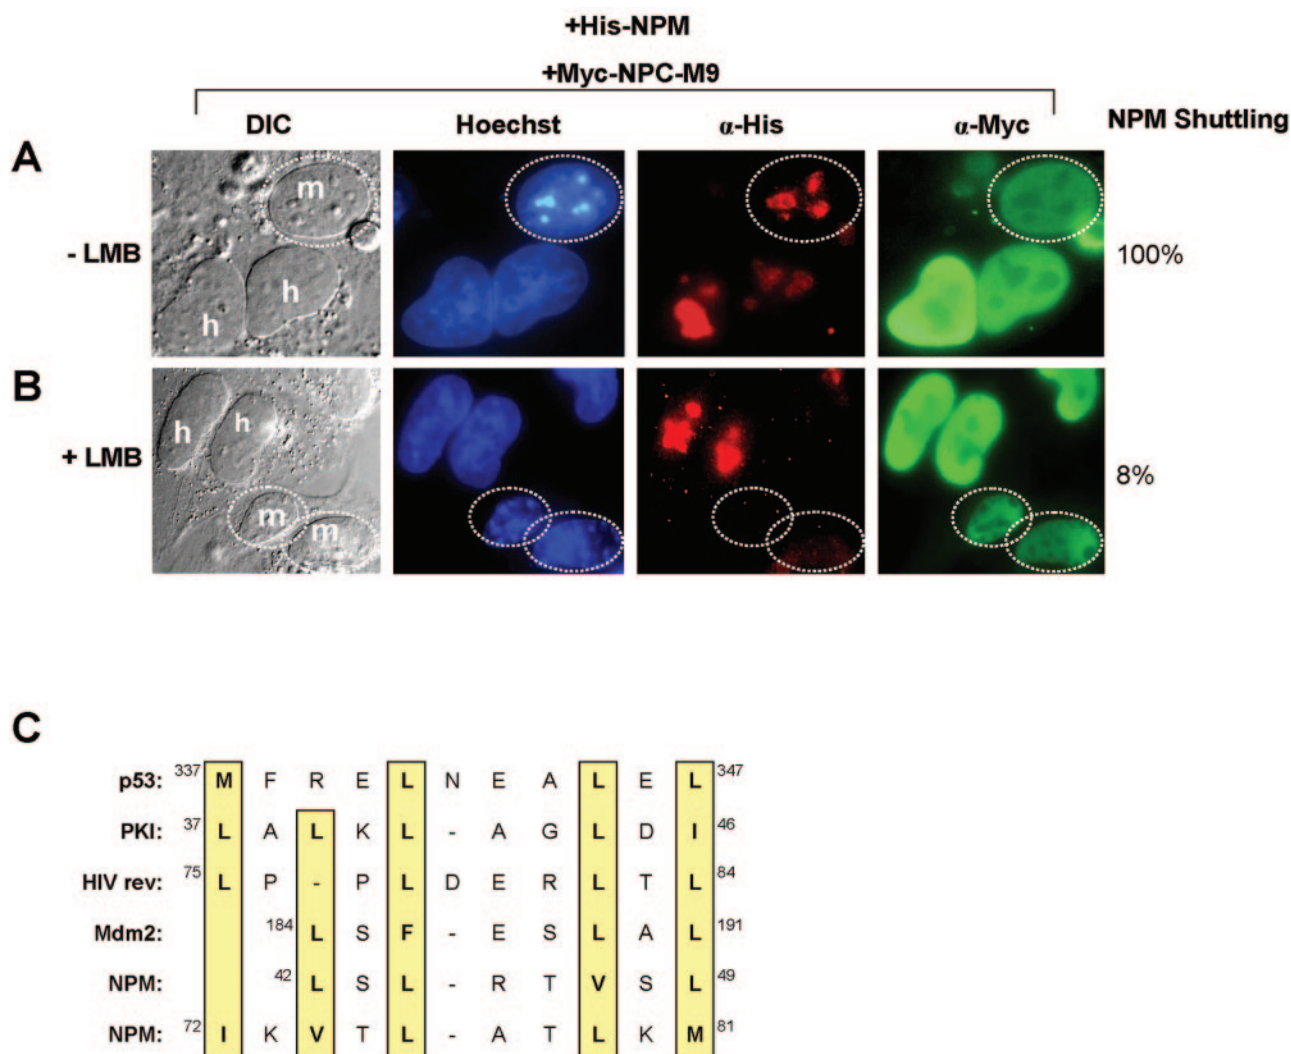 +His-NPM
+Myc-NPC-M9
DIC Hoechst α-His α-Myc NPM Shuttling
A
m
h
h
- LMB
100%
B
h
h
m
m
+ LMB
8%
C
p53: 337 M F R E L N E A L E L 347
PKI: 37 L A L K L - A G L D I 46
HIV rev: 75 L P - P L D E R L T L 84
Mdm2: 184 L S F - E S L A L 191
NPM: 42 L S L - R T V S L 49
NPM: 72 I K V T L - A T L K M 81